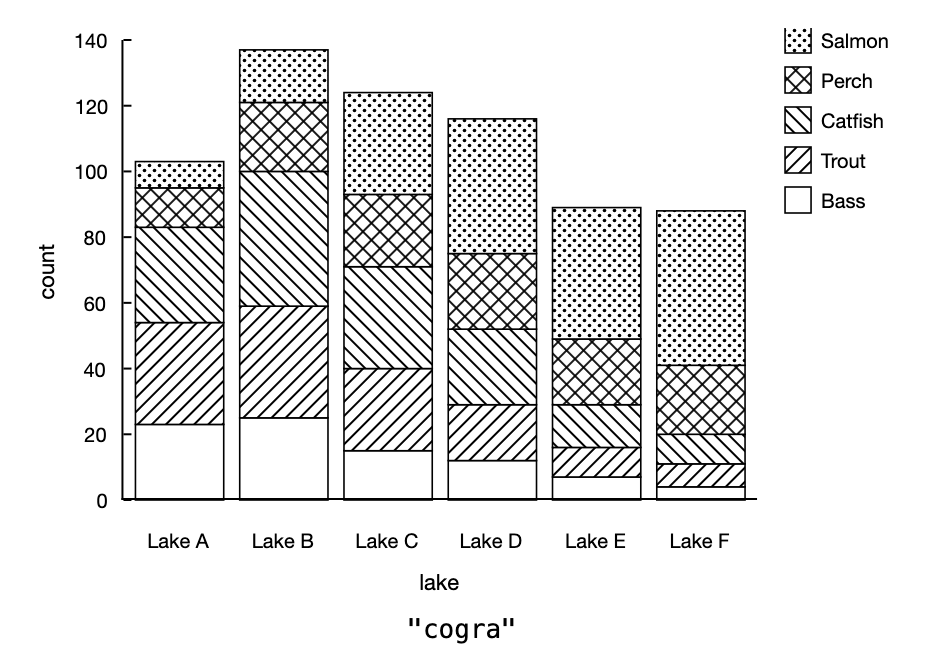 140
120
100
80
60
40
20
0
count
Lake A Lake B Lake C Lake D Lake E Lake F
lake
Salmon
Perch
Catfish
Trout
Bass
"cogra"